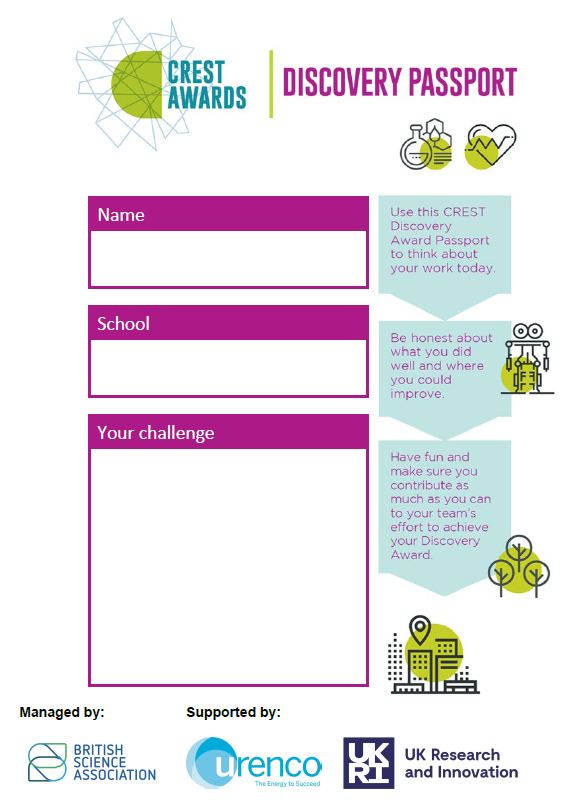 CREST
AWARDS
DISCOVERY PASSPORT
Name
School
Your challenge
Use this CREST
Discovery
Award Passport
to think about
your work today.
Be honest about
what you did
well and where
you could
improve.
Have fun and
make sure you
contribute as
much as you can
to your team's
effort to achieve
your Discovery
Award.
Managed by:
BRITISH
SCIENCE
ASSOCIATION
Supported by:
urenco
The Energy to Succeed
UK
RI
UK Research
and Innovation